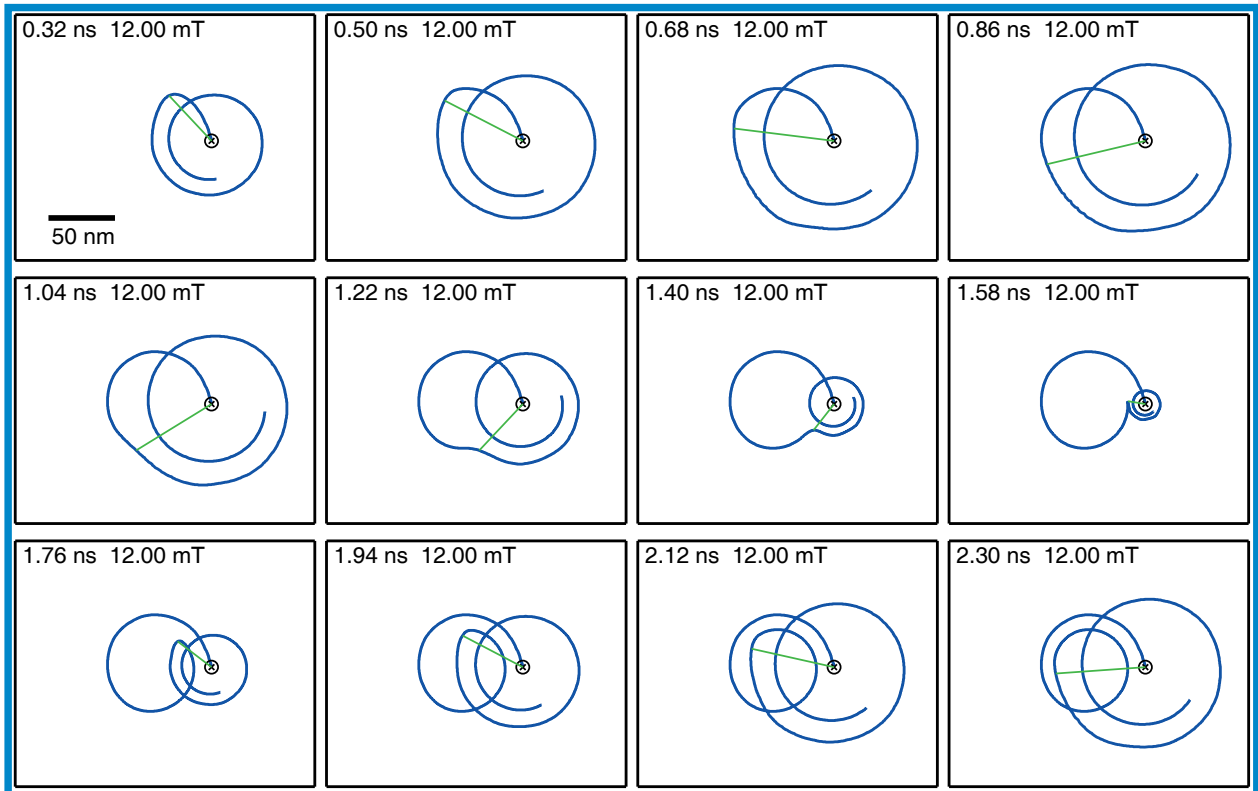 0.32 ns 12.00 mT
0.50 ns 12.00 mT
0.68 ns 12.00 mT
0.86 ns 12.00 mT
50 nm
1.04 ns 12.00 mT
1.22 ns 12.00 mT
1.40 ns 12.00 mT
1.58 ns 12.00 mT
1.76 ns 12.00 mT
1.94 ns 12.00 mT
2.12 ns 12.00 mT
2.30 ns 12.00 mT